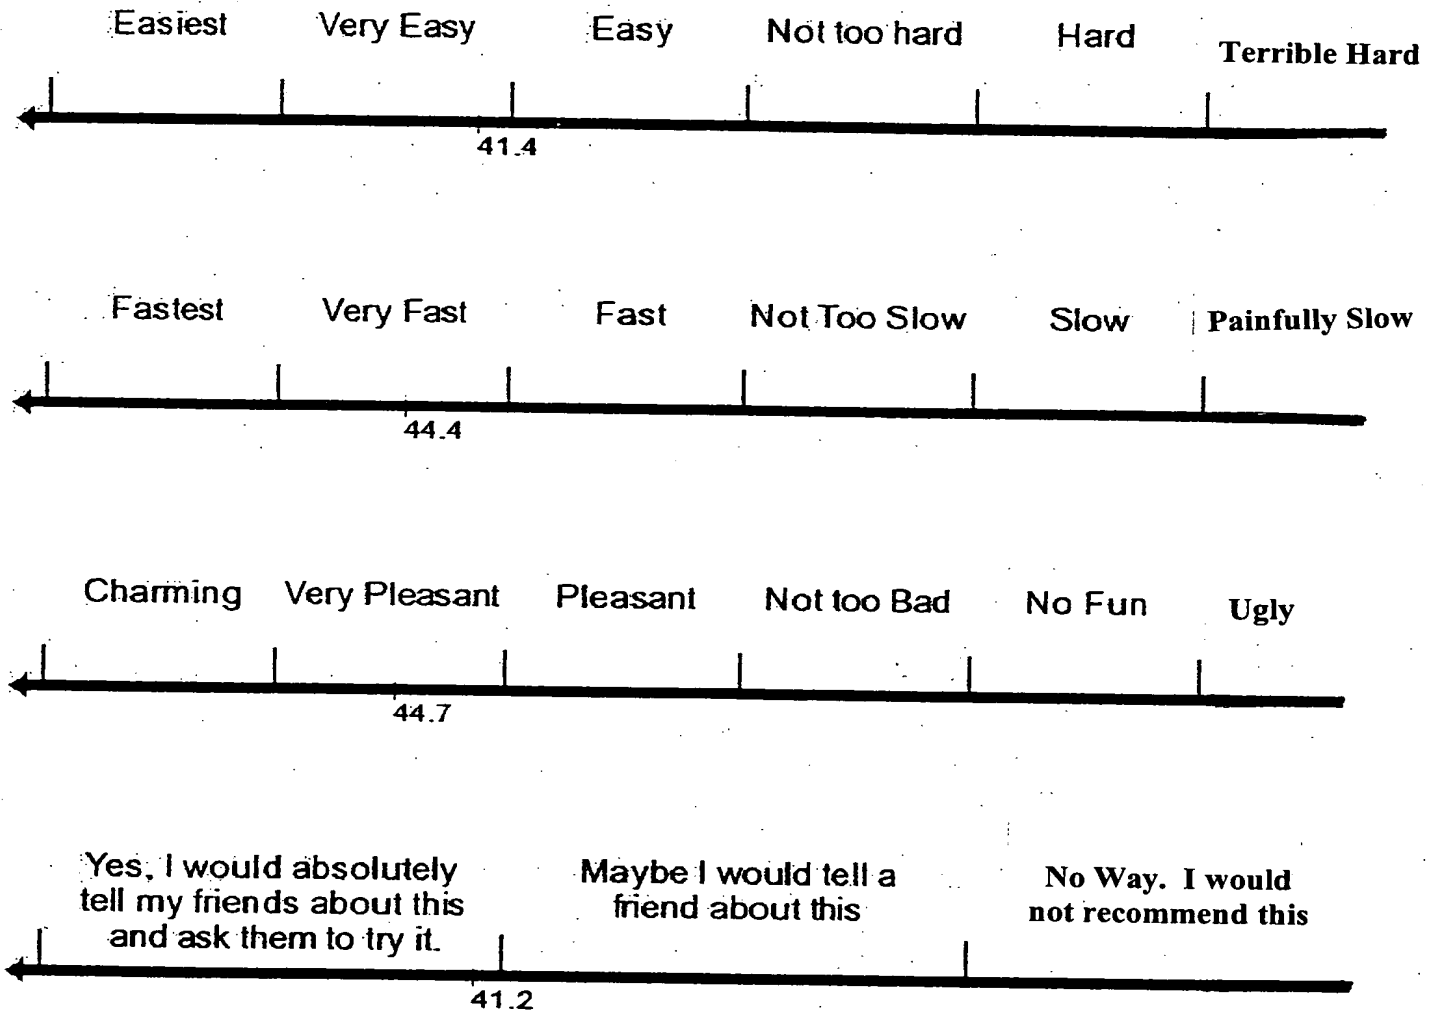 Easiest Very Easy Easy Not too hard Hard Terrible Hard
41.4
Fastest Very Fast Fast Not Too Slow Slow Painfully Slow
44.4
Charming Very Pleasant Pleasant Not too Bad No Fun Ugly
44.7
Yes, I would absolutely
tell my friends about this
and ask them to try it.
Maybe I would tell a
friend about this
No Way. I would
not recommend this
41.2